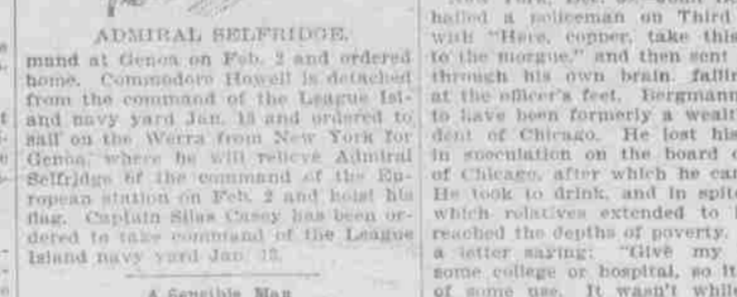 ADMIRAL SELFRIDGE.
mand at Genoa on Feb. 2 and ordered
home. Commodore Howell is detached
from the command of the League Isl-
and navy yard Jan. 13 and ordered to
sail on the Werra from New York for
Genoa, where he will relieve Admiral
Selfridge of the command of the Eu-
ropean station on Feb. 2 and hoist his
flag. Captain Silas Casey has been or-
dered to take command of the League
Island navy yard Jan. 13.
A Sensible Man
hailed a policeman on Third
with "Here, copper, take this
to the morgue," and then sent
through his own brain, fallin
at the officer's feet. Bergmann
to have been formerly a wealt
dent of Chicago. He lost his
in speculation on the board o
of Chicago, after which he cam
He took to drink, and in spite
which relatives extended to
reached the depths of poverty.
a letter saying: "Give my
some college or hospital, so it
of some use. It wasn't while